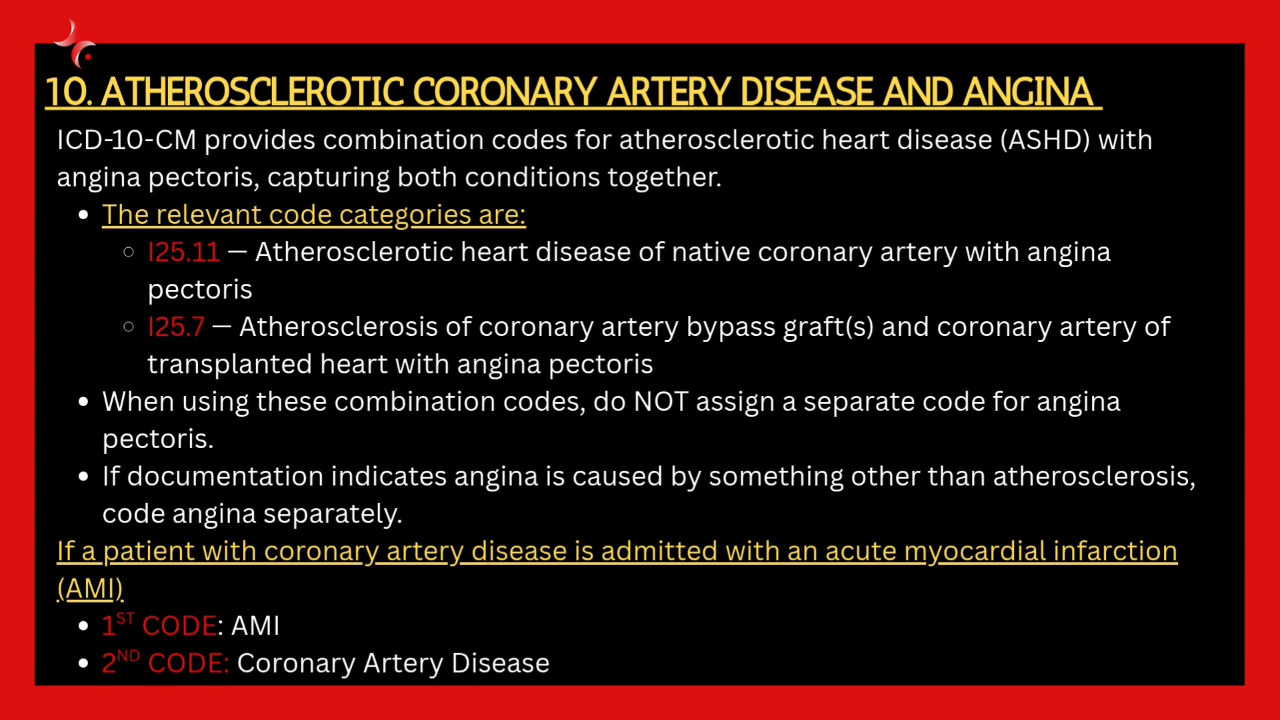 10. ATHEROSCLEROTIC CORONARY ARTERY DISEASE AND ANGINA
ICD-10-CM provides combination codes for atherosclerotic heart disease (ASHD) with
angina pectoris, capturing both conditions together.
• The relevant code categories are:
○ I25.11 — Atherosclerotic heart disease of native coronary artery with angina
pectoris
○ I25.7 — Atherosclerosis of coronary artery bypass graft(s) and coronary artery of
transplanted heart with angina pectoris
• When using these combination codes, do NOT assign a separate code for angina
pectoris.
• If documentation indicates angina is caused by something other than atherosclerosis,
code angina separately.
If a patient with coronary artery disease is admitted with an acute myocardial infarction
(AMI)
• 1ST CODE: AMI
• 2ND CODE: Coronary Artery Disease